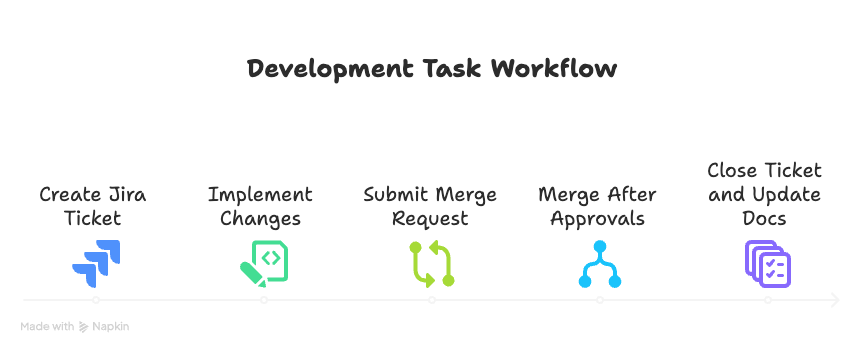 Development Task Workflow
Create Jira
Ticket
Implement
Changes
Submit Merge
Request
Merge After
Approvals
Close Ticket
and Update
Docs
Made with Napkin